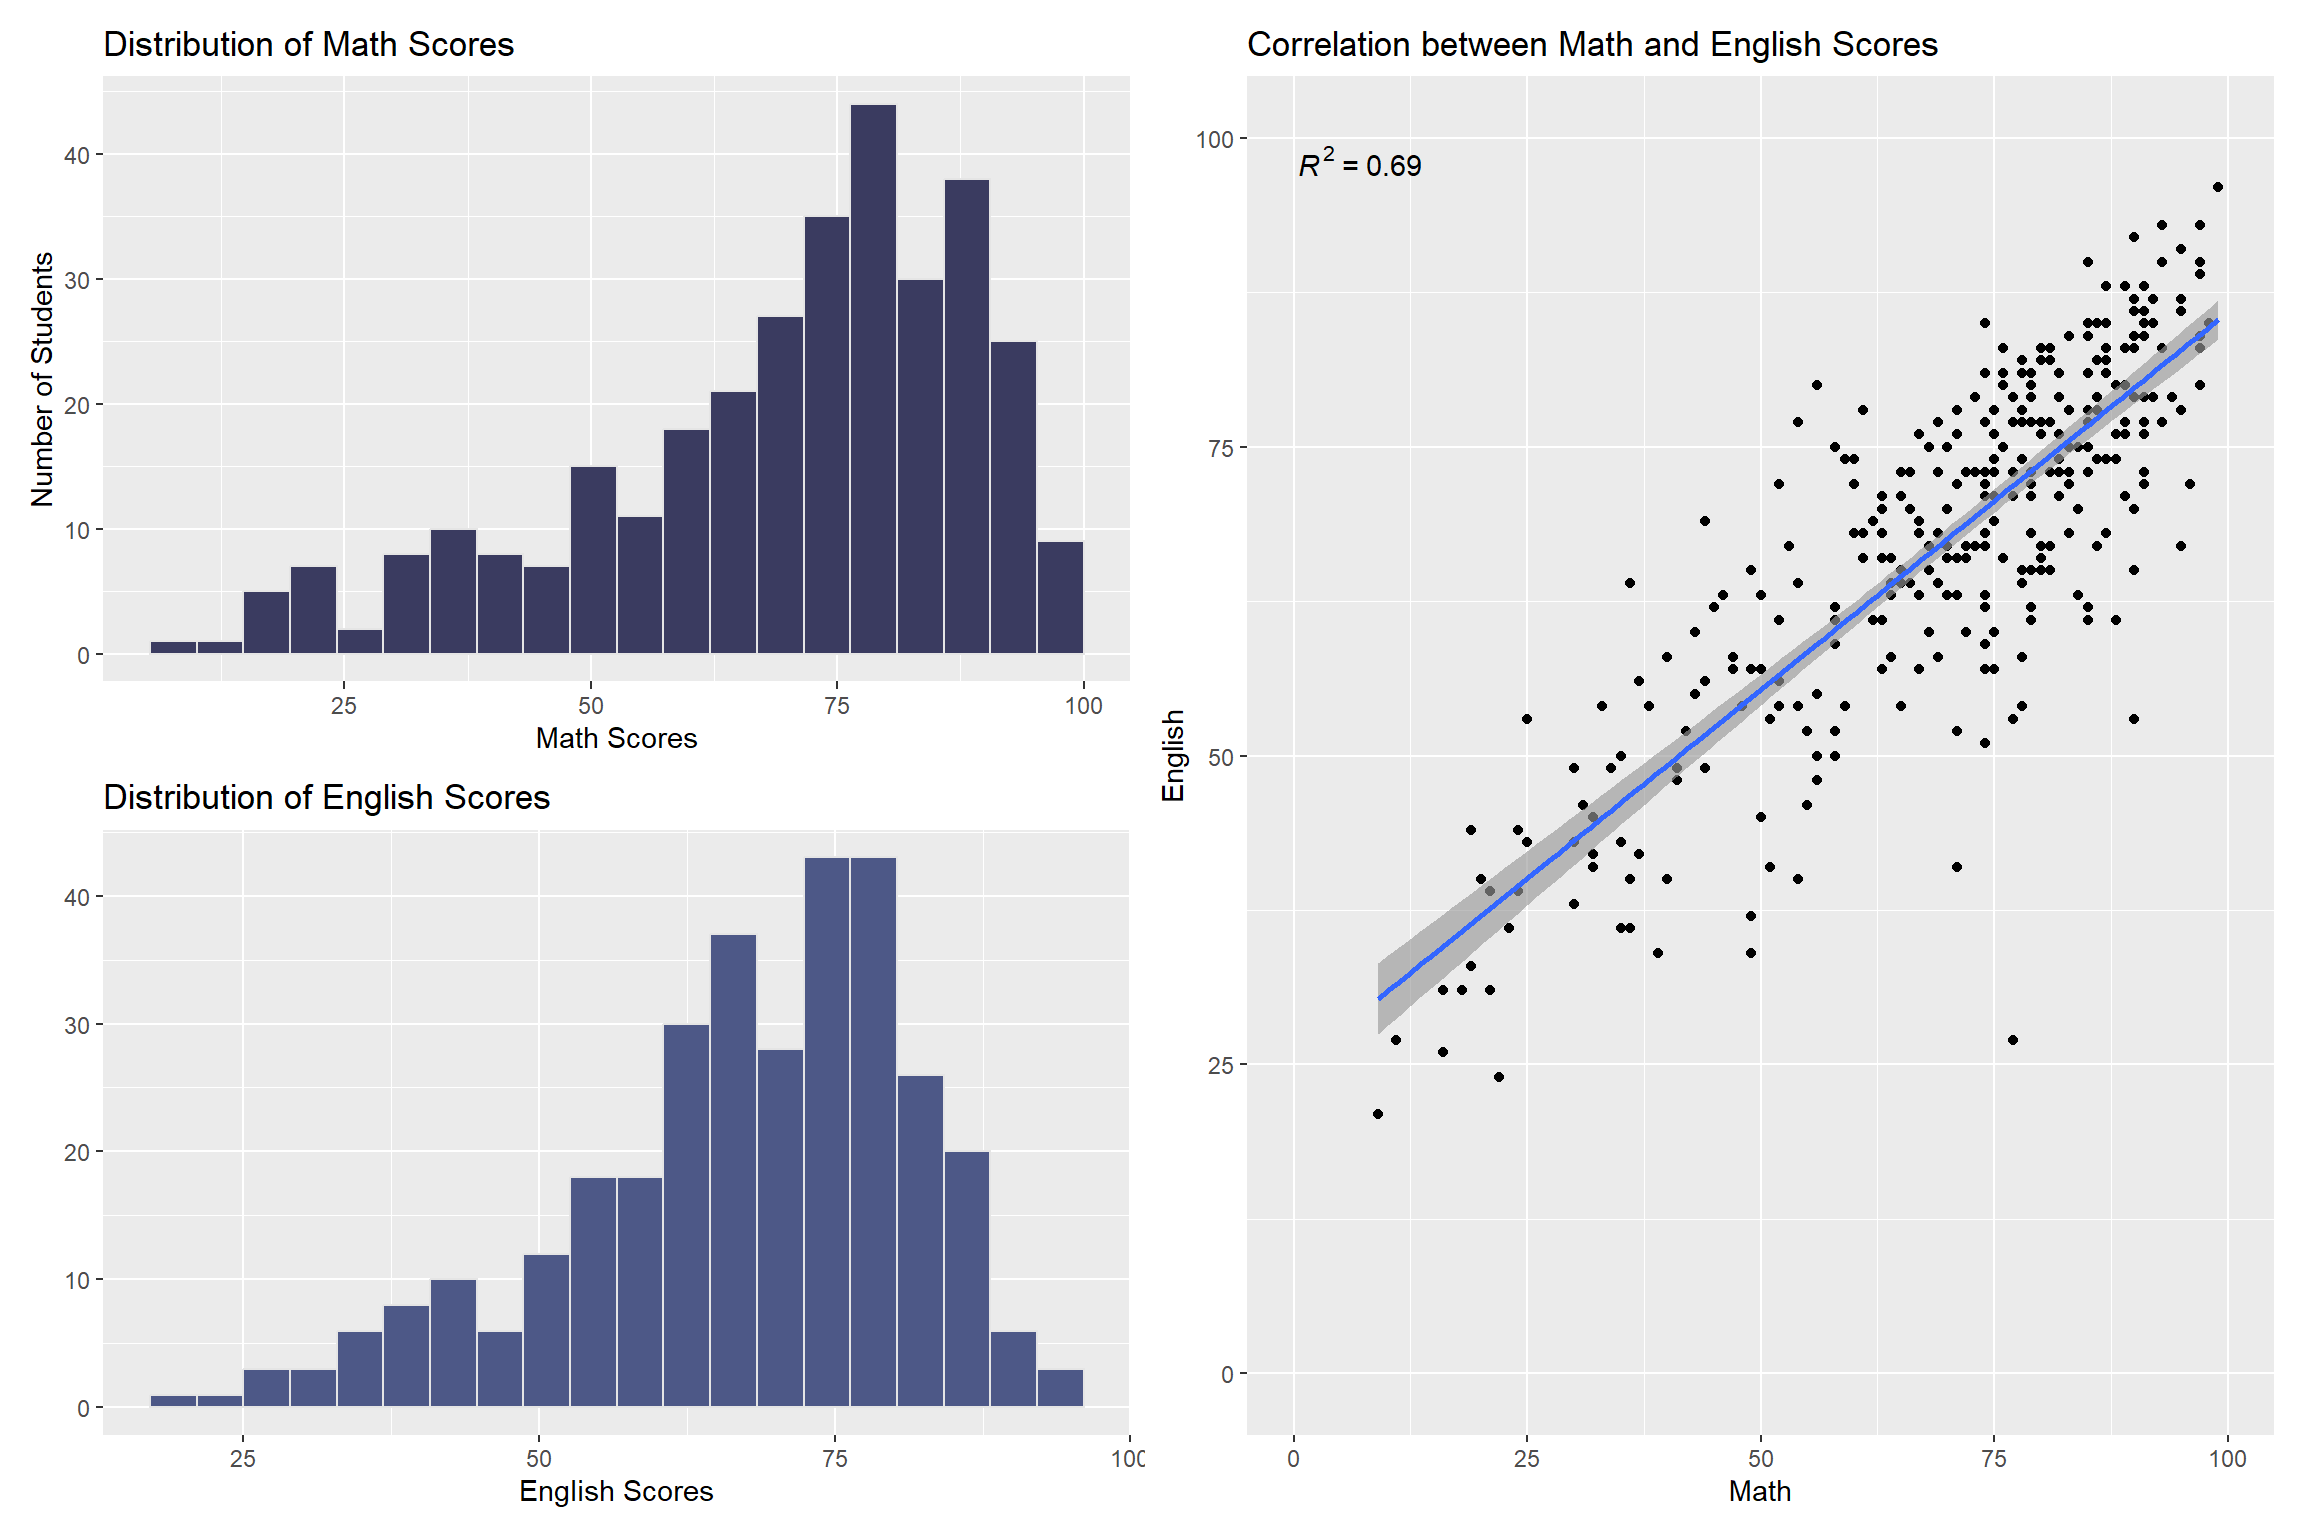 Distribution of Math Scores
40
30
20
10
0
Number of Students
25 50 75 100
Math Scores
Distribution of English Scores
40
30
20
10
0
25 50 75 100
English Scores
Correlation between Math and English Scores
R² = 0.69
100
75
50
25
0
English
0 25 50 75 100
Math